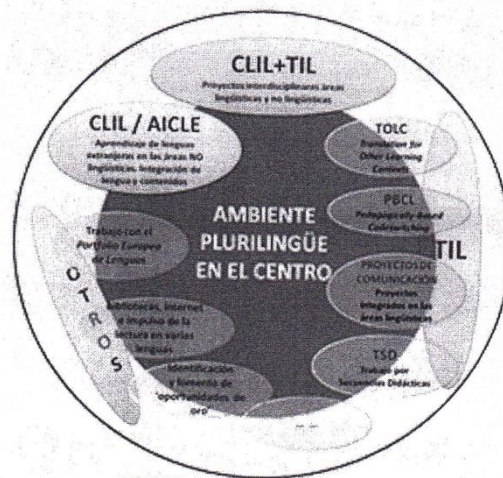 CLIL+TIL
Proyectos interdisciplinares áreas
lingüísticas y no lingüísticas
CLIL / AICLE
Aprendizaje de lenguas
extranjeras en las áreas NO
lingüísticas. Integración de
lengua y contenidos
TOLC
Translation for
Other Learning
Contexts
PBCL
Pedagogically Based
Codeswitching
AMBIENTE
PLURILINGÜE
EN EL CENTRO
TIL
Trabajo con el
Portfolio Europeo
de Lenguas
PROYECTOS DE
COMUNICACIÓN
Proyectos
integrados en las
áreas lingüísticas
OTROS
Bibliotecas, Internet
e impulso de la
lectura en varias
lenguas
TSD
Trabajo por
Secuencias Didácticas
Identificación
y fomento de
"oportunidades de
oro"